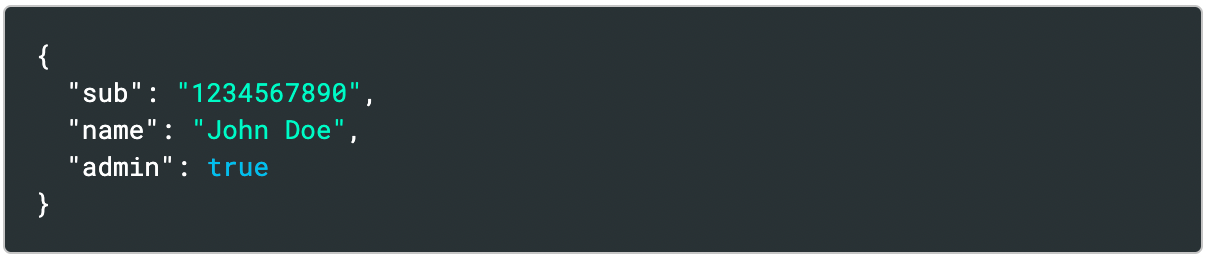 {
  "sub": "1234567890",
  "name": "John Doe",
  "admin": true
}